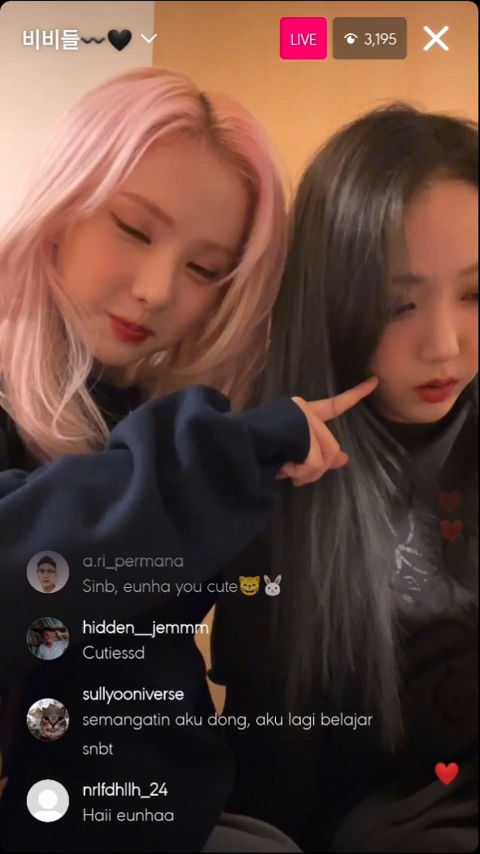 비비들〰️🖤
LIVE
3,195
a.ri_permana
Sinb, eunha you cute😸🐰
hidden__jemmm
Cutiessd
sullyooniverse
semangatin aku dong, aku lagi belajar
snbt
nrlfdhllh_24
Haii eunhaa